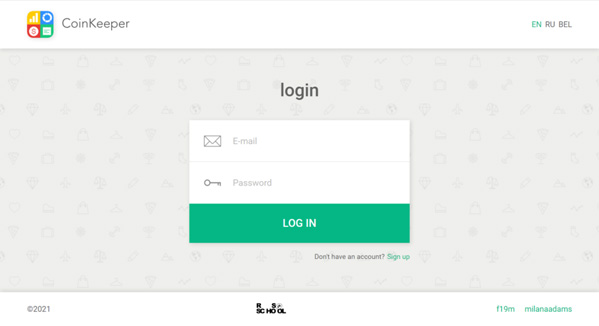 CoinKeeper
EN RU BEL
login
E-mail
Password
LOG IN
Don't have an account? Sign up
©2021
RS
SCHOOL
f19m milanaadams